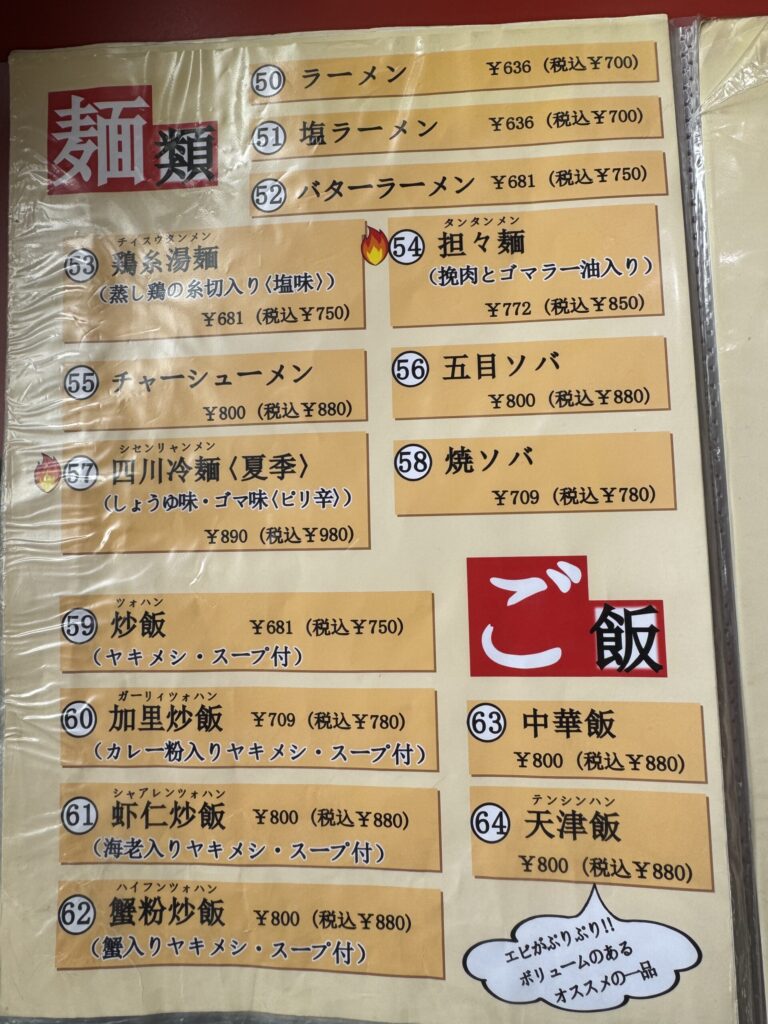 麺類
50 ラーメン ¥636（税込¥700）
51 塩ラーメン ¥636（税込¥700）
52 バターラーメン ¥681（税込¥750）
チイスウタンメン
53 鶏糸湯麺
（蒸し鶏の糸切入り〈塩味〉）
¥681（税込¥750）
タンタンメン
54 担々麺
（挽肉とゴマラー油入り）
¥772（税込¥850）
55 チャーシューメン
¥800（税込¥880）
56 五目ソバ
¥800（税込¥880）
シセンリャンメン
57 四川冷麺〈夏季〉
（しょうゆ味・ゴマ味〈ピリ辛〉）
¥890（税込¥980）
58 焼ソバ
¥709（税込¥780）
ご飯
ツォハン
59 炒飯 ¥681（税込¥750）
（ヤキメシ・スープ付）
ガーリィツォハン
60 加里炒飯 ¥709（税込¥780）
（カレー粉入りヤキメシ・スープ付）
シャアレンツォハン
61 虾仁炒飯 ¥800（税込¥880）
（海老入りヤキメシ・スープ付）
ハイフンツォハン
62 蟹粉炒飯 ¥800（税込¥880）
（蟹入りヤキメシ・スープ付）
63 中華飯
¥800（税込¥880）
テンシンハン
64 天津飯
¥800（税込¥880）
エビがぷりぷり!!
ボリュームのある
オススメの一品